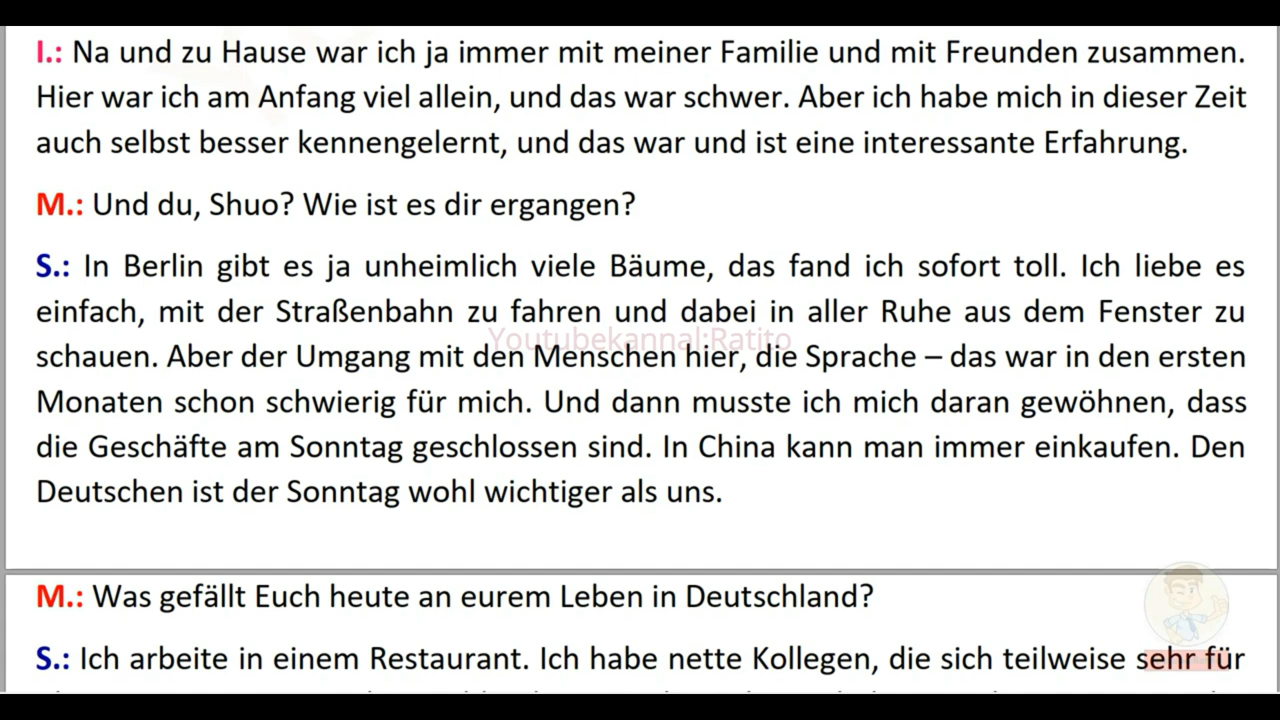 I.: Na und zu Hause war ich ja immer mit meiner Familie und mit Freunden zusammen.
Hier war ich am Anfang viel allein, und das war schwer. Aber ich habe mich in dieser Zeit
auch selbst besser kennengelernt, und das war und ist eine interessante Erfahrung.
M.: Und du, Shuo? Wie ist es dir ergangen?
S.: In Berlin gibt es ja unheimlich viele Bäume, das fand ich sofort toll. Ich liebe es
einfach, mit der Straßenbahn zu fahren und dabei in aller Ruhe aus dem Fenster zu
Youtubekannal:Ratito
schauen. Aber der Umgang mit den Menschen hier, die Sprache – das war in den ersten
Monaten schon schwierig für mich. Und dann musste ich mich daran gewöhnen, dass
die Geschäfte am Sonntag geschlossen sind. In China kann man immer einkaufen. Den
Deutschen ist der Sonntag wohl wichtiger als uns.
M.: Was gefällt Euch heute an eurem Leben in Deutschland?
S.: Ich arbeite in einem Restaurant. Ich habe nette Kollegen, die sich teilweise sehr für